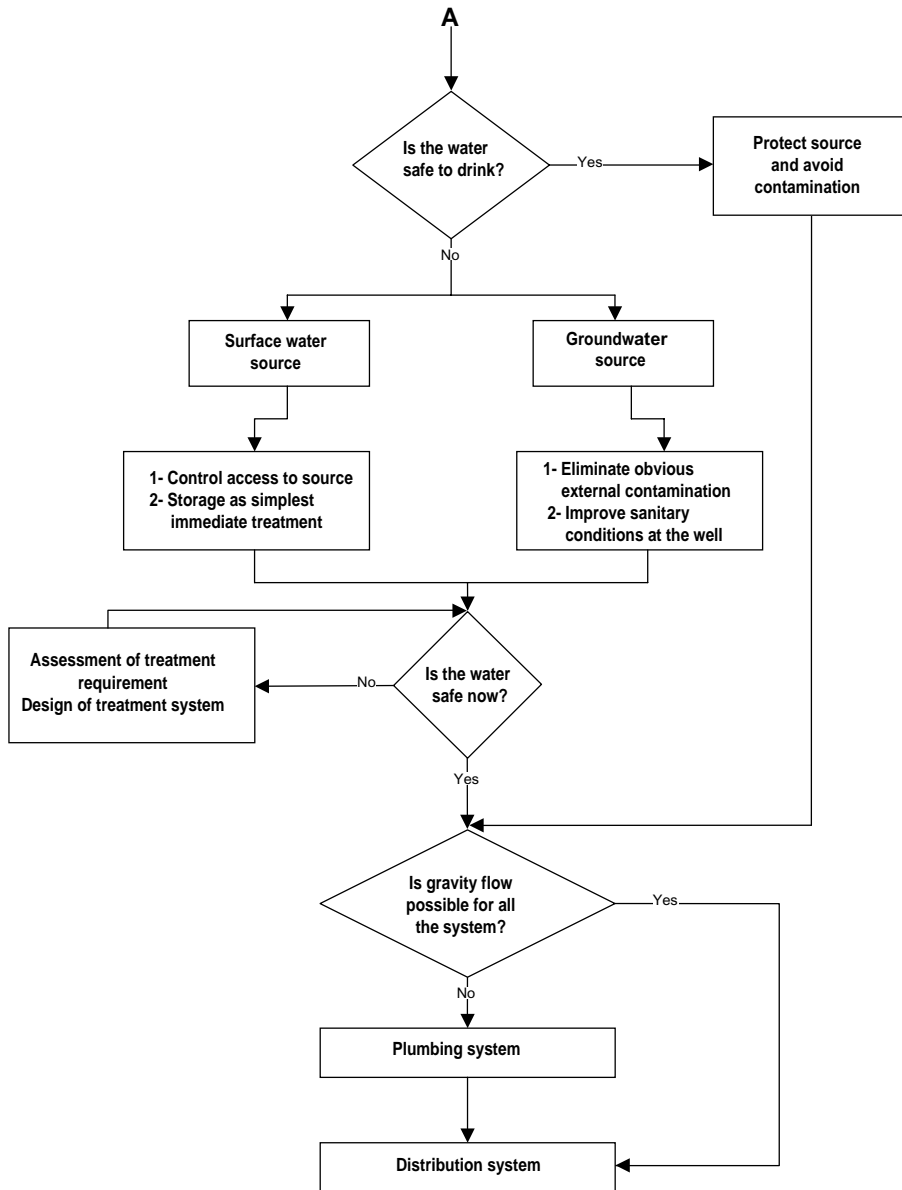 A
Is the water
safe to drink?
Yes
Protect source
and avoid
contamination
No
Surface water
source
Groundwater
source
1- Control access to source
2- Storage as simplest
immediate treatment
1- Eliminate obvious
external contamination
2- Improve sanitary
conditions at the well
Assessment of treatment
requirement
Design of treatment system
No
Is the water
safe now?
Yes
Is gravity flow
possible for all
the system?
Yes
No
Plumbing system
Distribution system